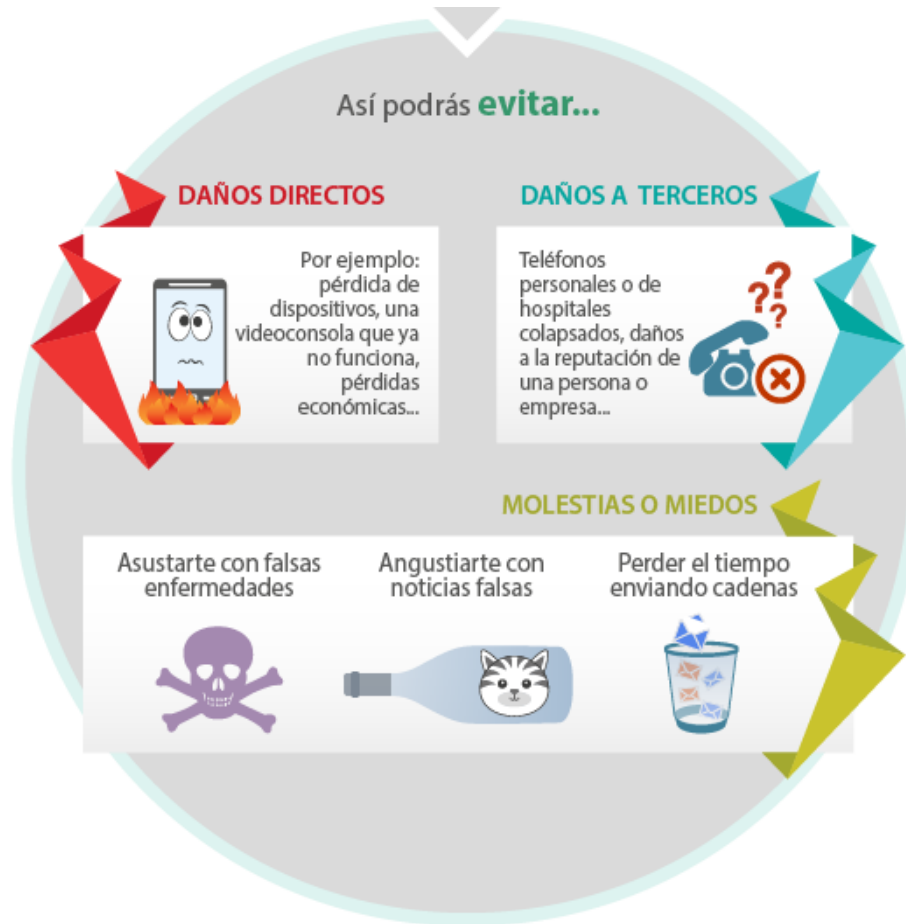 Así podrás evitar...
DAÑOS DIRECTOS
Por ejemplo:
pérdida de
dispositivos, una
videoconsola que ya
no funciona,
pérdidas
económicas...
DAÑOS A TERCEROS
Teléfonos
personales o de
hospitales
colapsados, daños
a la reputación de
una persona o
empresa...
MOLESTIAS O MIEDOS
Asustarte con falsas
enfermedades
Angustiarte con
noticias falsas
Perder el tiempo
enviando cadenas